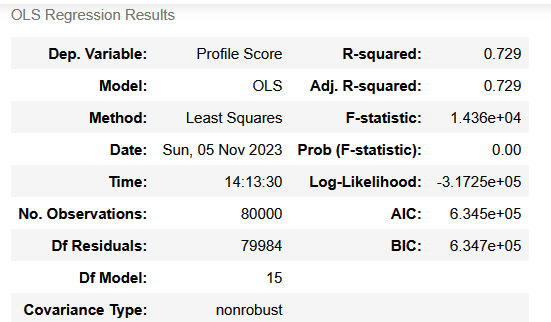 OLS Regression Results
Dep. Variable: Profile Score R-squared: 0.729
Model: OLS Adj. R-squared: 0.729
Method: Least Squares F-statistic: 1.436e+04
Date: Sun, 05 Nov 2023 Prob (F-statistic): 0.00
Time: 14:13:30 Log-Likelihood: -3.1725e+05
No. Observations: 80000 AIC: 6.345e+05
Df Residuals: 79984 BIC: 6.347e+05
Df Model: 15
Covariance Type: nonrobust